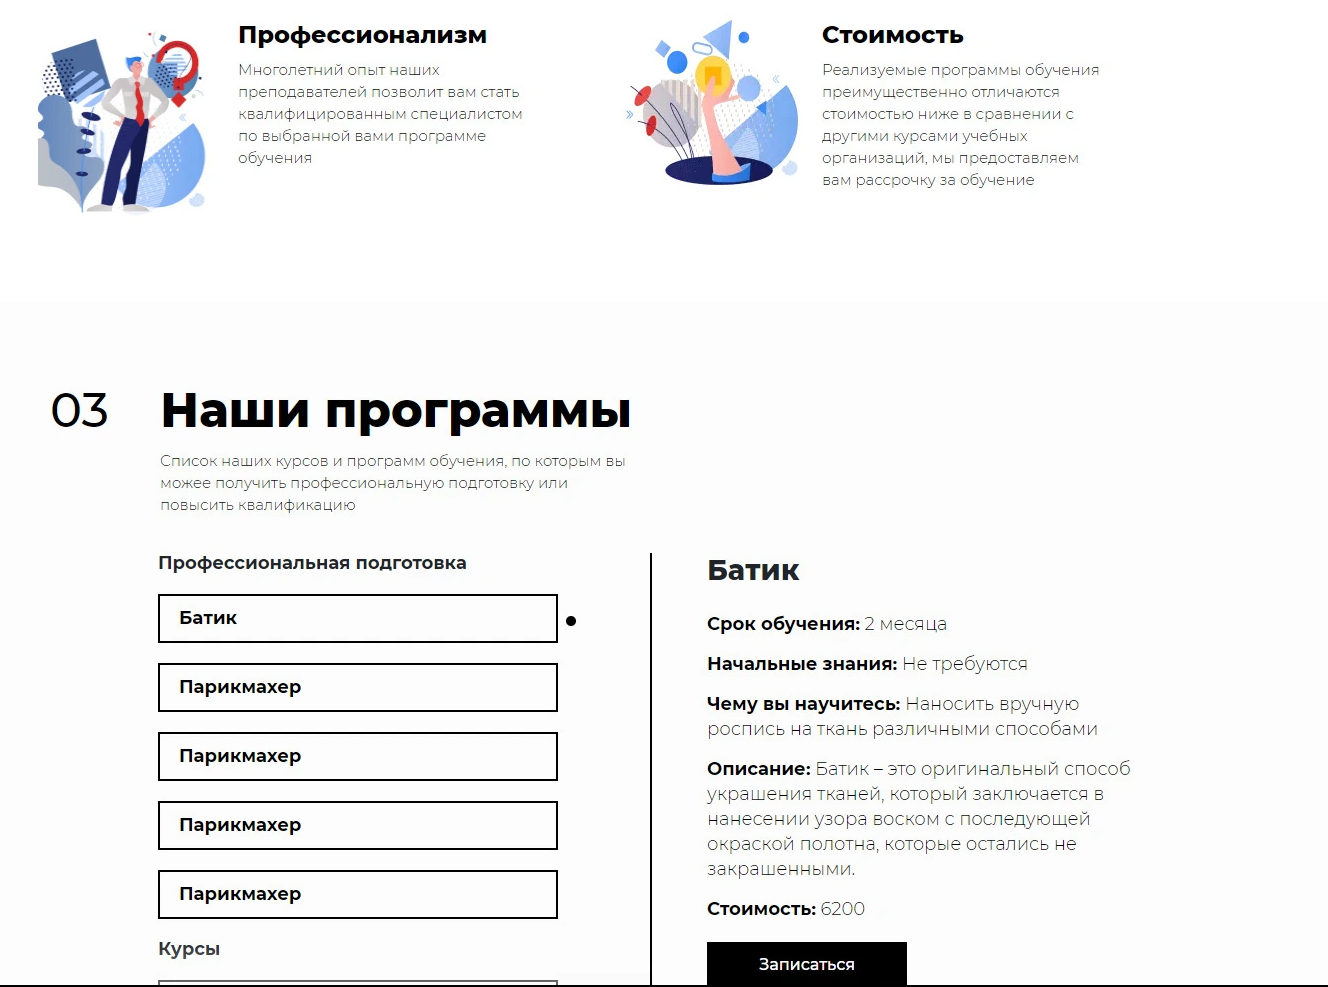 Профессионализм
Многолетний опыт наших
преподавателей позволит вам стать
квалифицированным специалистом
по выбранной вами программе
обучения
Стоимость
Реализуемые программы обучения
преимущественно отличаются
стоимостью ниже в сравнении с
другими курсами учебных
организаций, мы предоставляем
вам рассрочку за обучение
03
Наши программы
Список наших курсов и программ обучения, по которым вы
можее получить профессиональную подготовку или
повысить квалификацию
Профессиональная подготовка
Батик
Парикмахер
Парикмахер
Парикмахер
Парикмахер
Курсы
Батик
Срок обучения: 2 месяца
Начальные знания: Не требуются
Чему вы научитесь: Наносить вручную
роспись на ткань различными способами
Описание: Батик – это оригинальный способ
украшения тканей, который заключается в
нанесении узора воском с последующей
окраской полотна, которые остались не
закрашенными.
Стоимость: 6200
Записаться